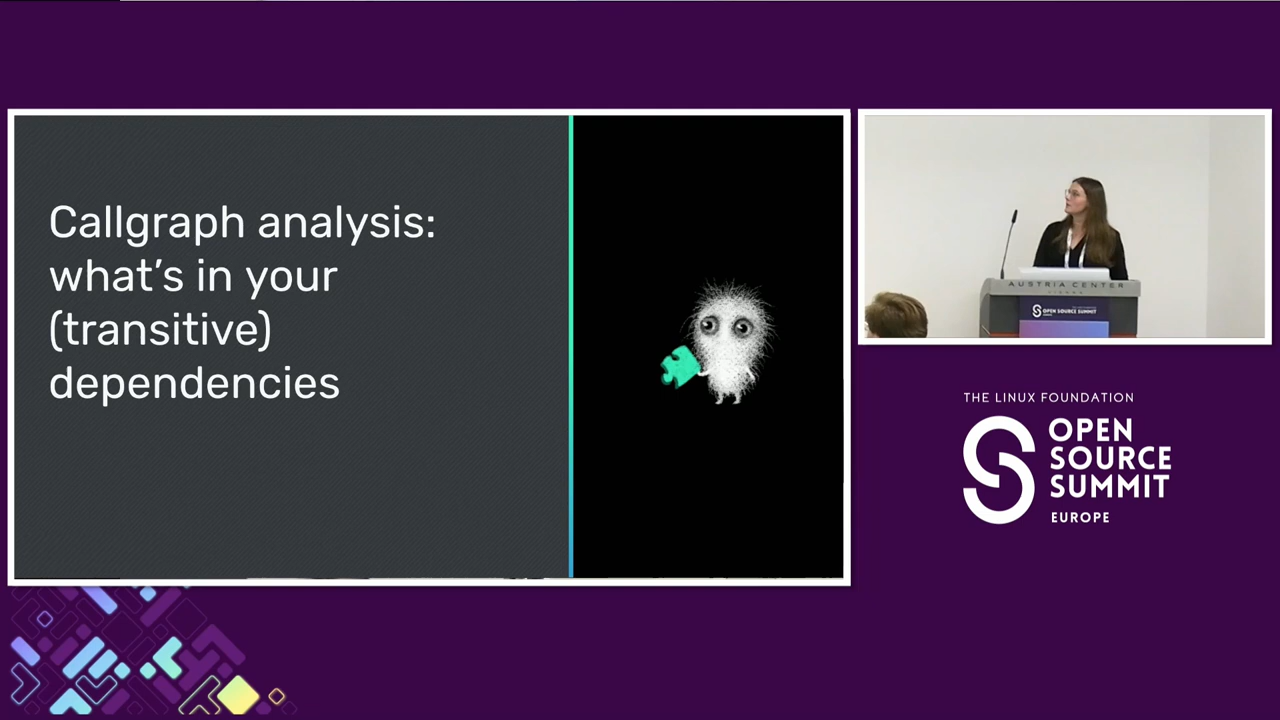 Callgraph analysis:
what's in your
(transitive)
dependencies
AUSTRIA CENTER
OPEN SOURCE SUMMIT
THE LINUX FOUNDATION
OPEN
SOURCE
SUMMIT
EUROPE